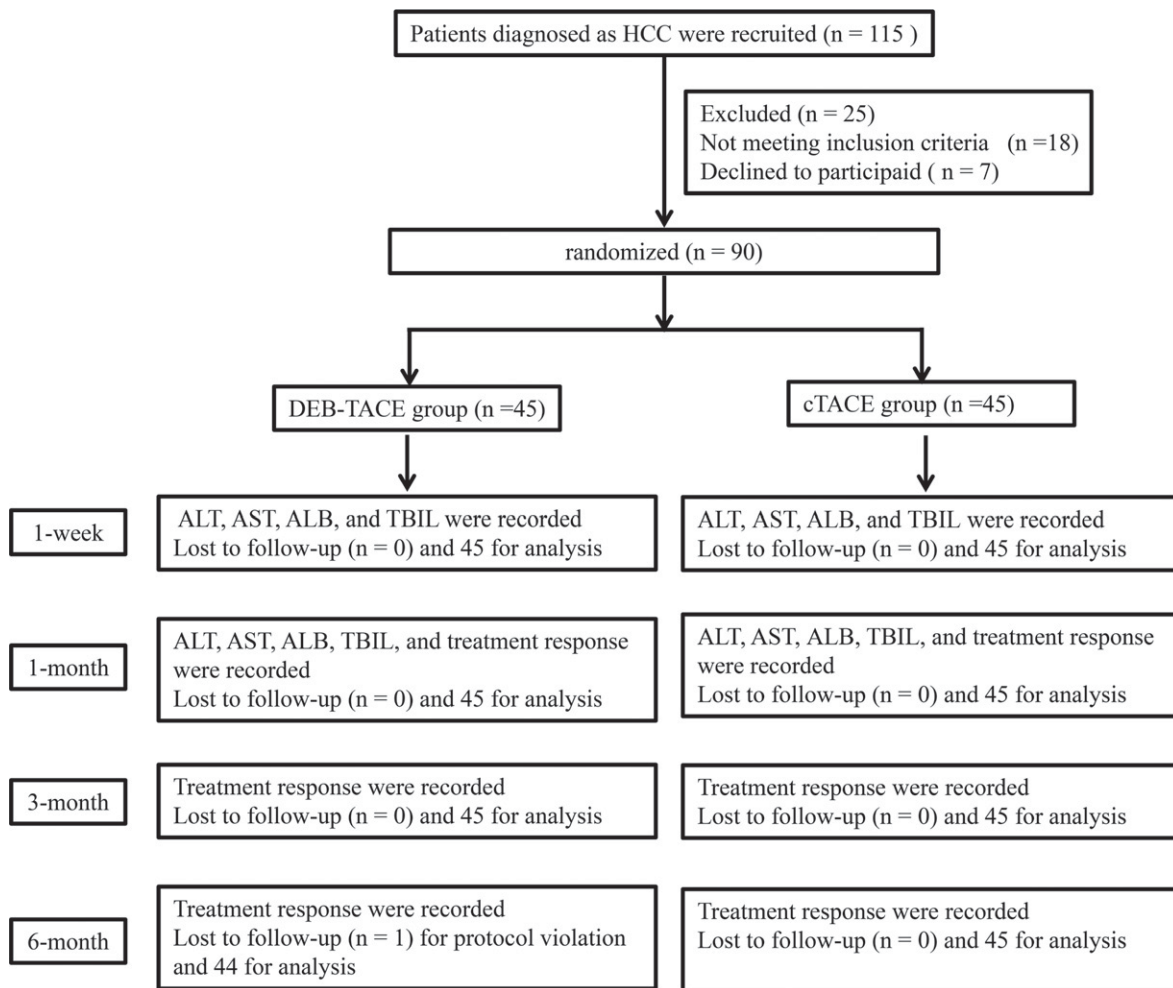 Patients diagnosed as HCC were recruited (n = 115 )
Excluded (n = 25)
Not meeting inclusion criteria (n =18)
Declined to participaid ( n = 7)
randomized (n = 90)
DEB-TACE group (n =45)
cTACE group (n =45)
1-week
ALT, AST, ALB, and TBIL were recorded
Lost to follow-up (n = 0) and 45 for analysis
ALT, AST, ALB, and TBIL were recorded
Lost to follow-up (n = 0) and 45 for analysis
1-month
ALT, AST, ALB, TBIL, and treatment response
were recorded
Lost to follow-up (n = 0) and 45 for analysis
ALT, AST, ALB, TBIL, and treatment response
were recorded
Lost to follow-up (n = 0) and 45 for analysis
3-month
Treatment response were recorded
Lost to follow-up (n = 0) and 45 for analysis
Treatment response were recorded
Lost to follow-up (n = 0) and 45 for analysis
6-month
Treatment response were recorded
Lost to follow-up (n = 1) for protocol violation
and 44 for analysis
Treatment response were recorded
Lost to follow-up (n = 0) and 45 for analysis